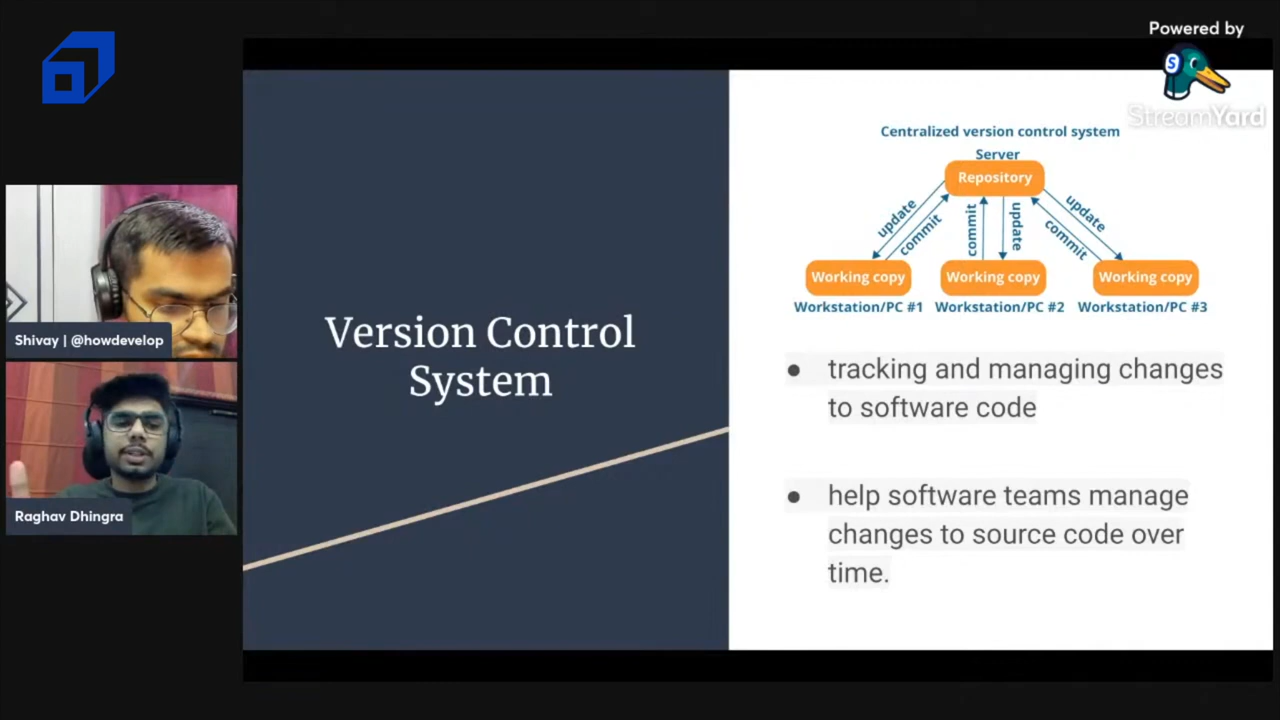 Powered by
S
StreamYard
Shivay | @howdevelop
Raghav Dhingra
Version Control
System
Centralized version control system
Server
Repository
update
commit
commit
update
update
commit
Working copy
Working copy
Working copy
Workstation/PC #1
Workstation/PC #2
Workstation/PC #3
● tracking and managing changes
to software code
● help software teams manage
changes to source code over
time.